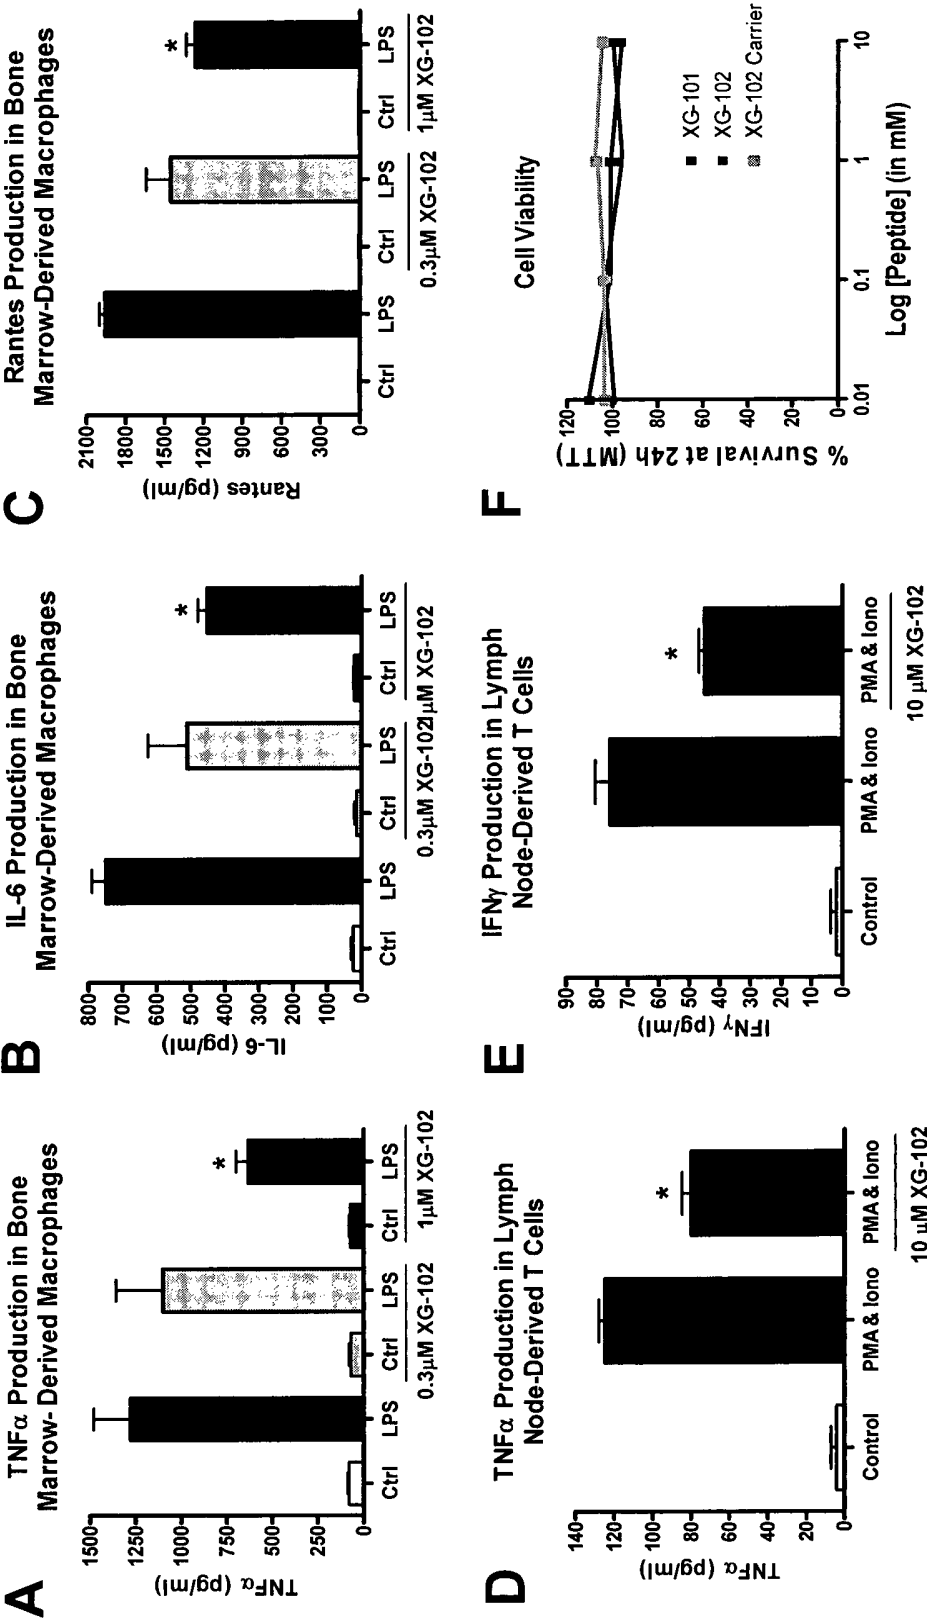 A
TNFα Production in Bone
Marrow- Derived Macrophages
TNFα (pg/ml)
1500
1250
1000
750
500
250
0
*
Ctrl LPS Ctrl LPS Ctrl LPS
0.3μM XG-102 1μM XG-102
B
IL-6 Production in Bone
Marrow-Derived Macrophages
IL-6 (pg/ml)
800
700
600
500
400
300
200
100
0
*
Ctrl LPS Ctrl LPS Ctrl LPS
0.3μM XG-102 1μM XG-102
C
Rantes Production in Bone
Marrow-Derived Macrophages
Rantes (pg/ml)
2100
1800
1500
1200
900
600
300
0
*
Ctrl LPS Ctrl LPS Ctrl LPS
0.3μM XG-102 1μM XG-102
D
TNFα Production in Lymph
Node-Derived T Cells
TNFα (pg/ml)
140
120
100
80
60
40
20
0
*
Control PMA & Iono PMA & Iono
10 μM XG-102
E
IFNγ Production in Lymph
Node-Derived T Cells
IFNγ (pg/ml)
90
80
70
60
50
40
30
20
10
0
*
Control PMA & Iono PMA & Iono
10 μM XG-102
F
Cell Viability
% Survival at 24h (MTT)
120
100
80
60
40
20
0
XG-101
XG-102
XG-102 Carrier
0.01 0.1 1 10
Log [Peptide] (in mM)